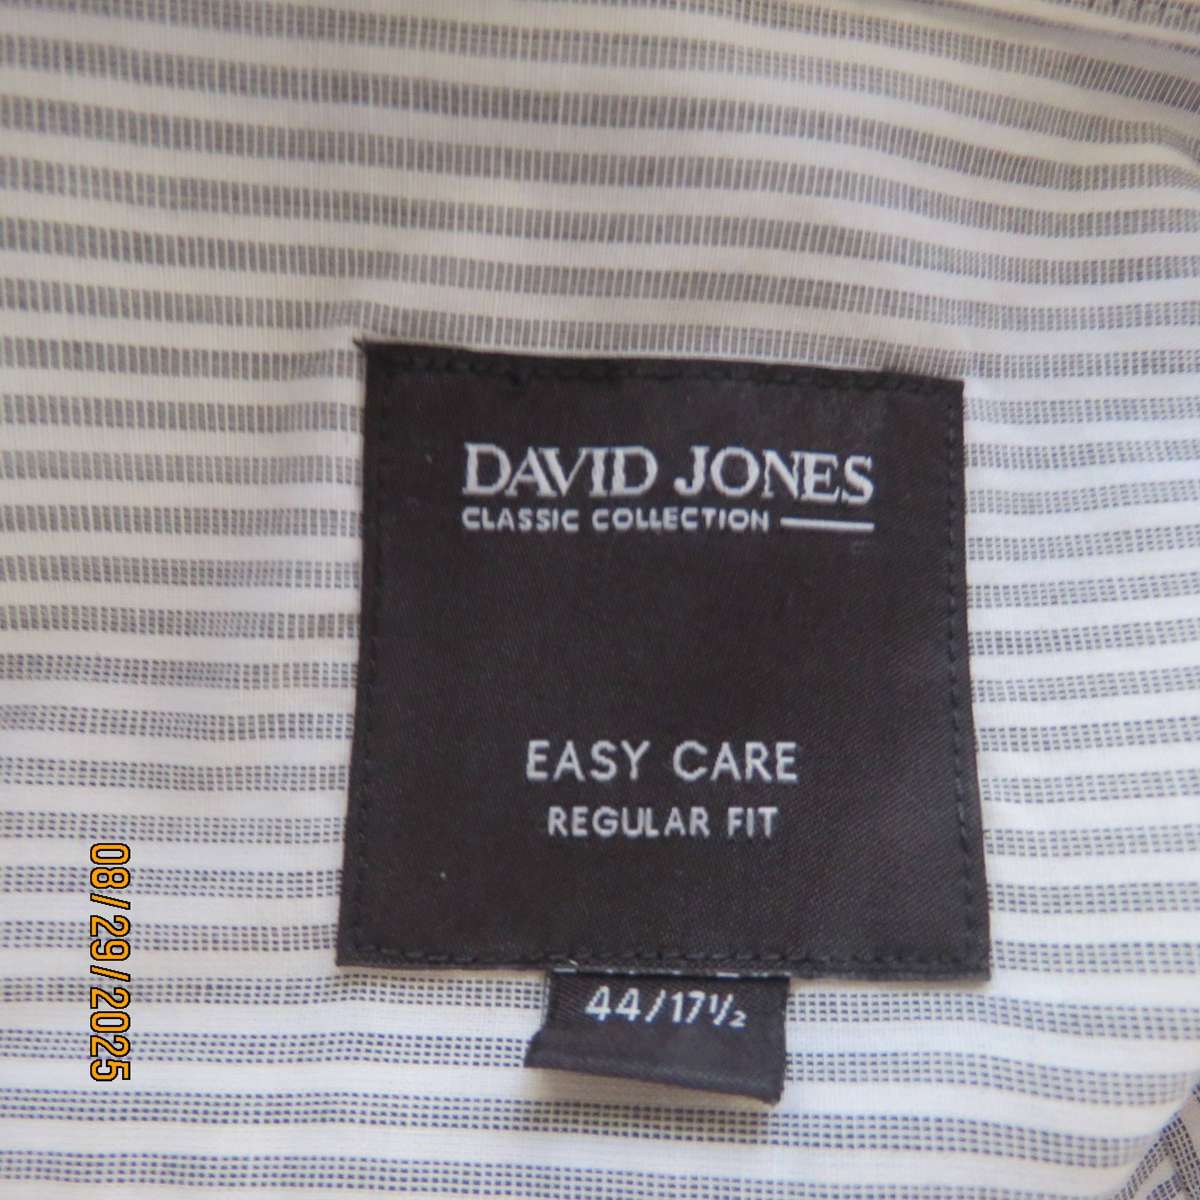 DAVID JONES
CLASSIC COLLECTION
EASY CARE
REGULAR FIT
44/17½
08/29/2025